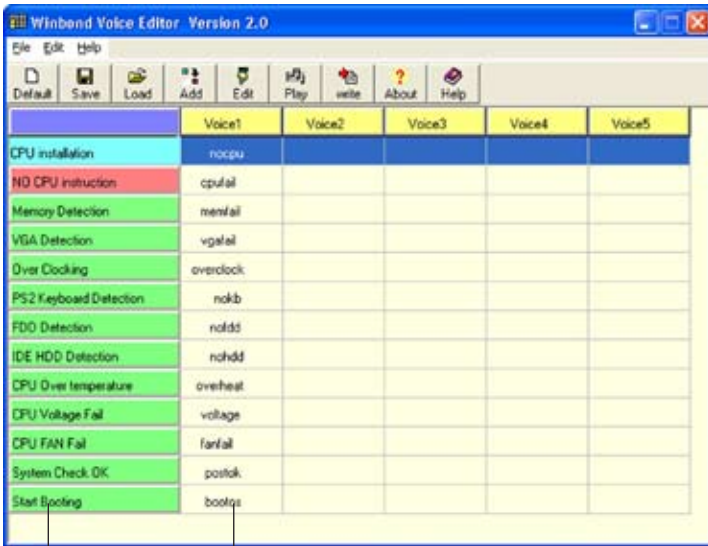 Winbond Voice Editor Version 2.0
File Edit Help
Default Save Load Add Edit Play write About Help
Voice1 Voice2 Voice3 Voice4 Voice5
CPU installation nocpu
NO CPU instruction cpufail
Memory Detection memfail
VGA Detection vgafail
Over Clocking overclock
PS2 Keyboard Detection nokb
FDD Detection nofdd
IDE HDD Detection nohdd
CPU Over temperature overheat
CPU Voltage Fail voltage
CPU FAN Fail fanfail
System Check OK postok
Start Booting bootos